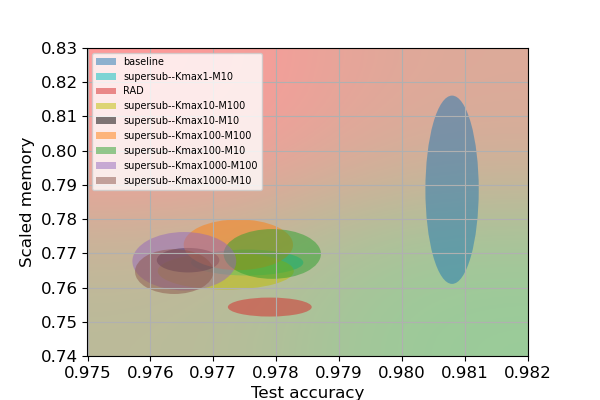 0.83
0.82
0.81
0.80
0.79
0.78
0.77
0.76
0.75
0.74
Scaled memory
baseline
supersub--Kmax1-M10
RAD
supersub--Kmax10-M100
supersub--Kmax10-M10
supersub--Kmax100-M100
supersub--Kmax100-M10
supersub--Kmax1000-M100
supersub--Kmax1000-M10
0.975 0.976 0.977 0.978 0.979 0.980 0.981 0.982
Test accuracy